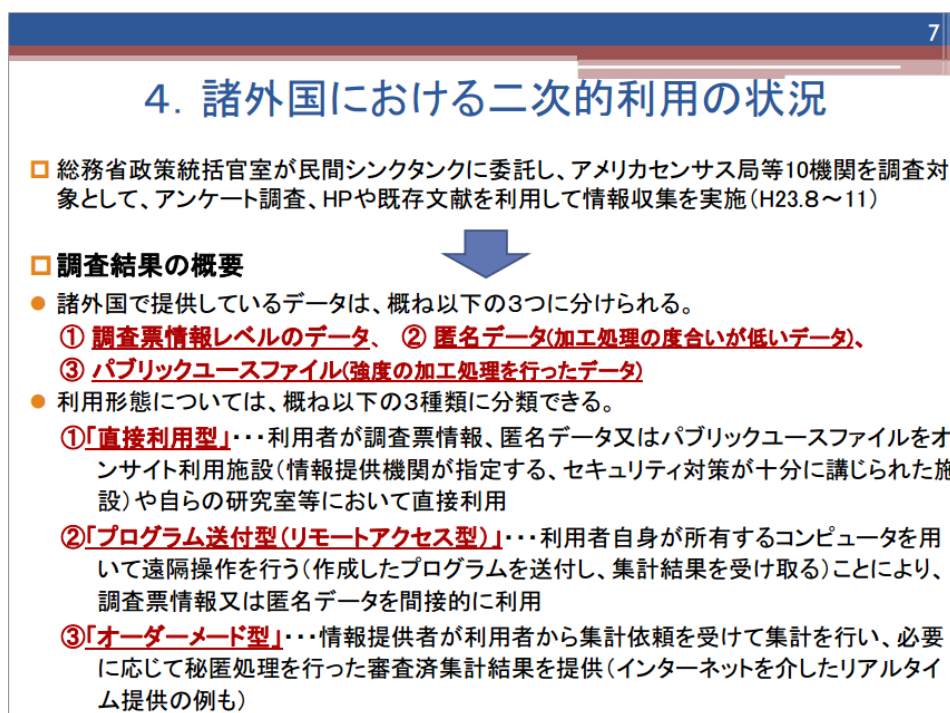 7
4．諸外国における二次的利用の状況
総務省政策統括官室が民間シンクタンクに委託し、アメリカセンサス局等10機関を調査対
象として、アンケート調査、HPや既存文献を利用して情報収集を実施（H23.8～11）
調査結果の概要
諸外国で提供しているデータは、概ね以下の3つに分けられる。
① 調査票情報レベルのデータ、 ② 匿名データ(加工処理の度合いが低いデータ)、
③ パブリックユースファイル(強度の加工処理を行ったデータ)
利用形態については、概ね以下の3種類に分類できる。
①「直接利用型」・・・利用者が調査票情報、匿名データ又はパブリックユースファイルをオ
ンサイト利用施設（情報提供機関が指定する、セキュリティ対策が十分に講じられた施
設）や自らの研究室等において直接利用
②「プログラム送付型（リモートアクセス型）」・・・利用者自身が所有するコンピュータを用
いて遠隔操作を行う（作成したプログラムを送付し、集計結果を受け取る）ことにより、
調査票情報又は匿名データを間接的に利用
③「オーダーメード型」・・・情報提供者が利用者から集計依頼を受けて集計を行い、必要
に応じて秘匿処理を行った審査済集計結果を提供（インターネットを介したリアルタイ
ム提供の例も）